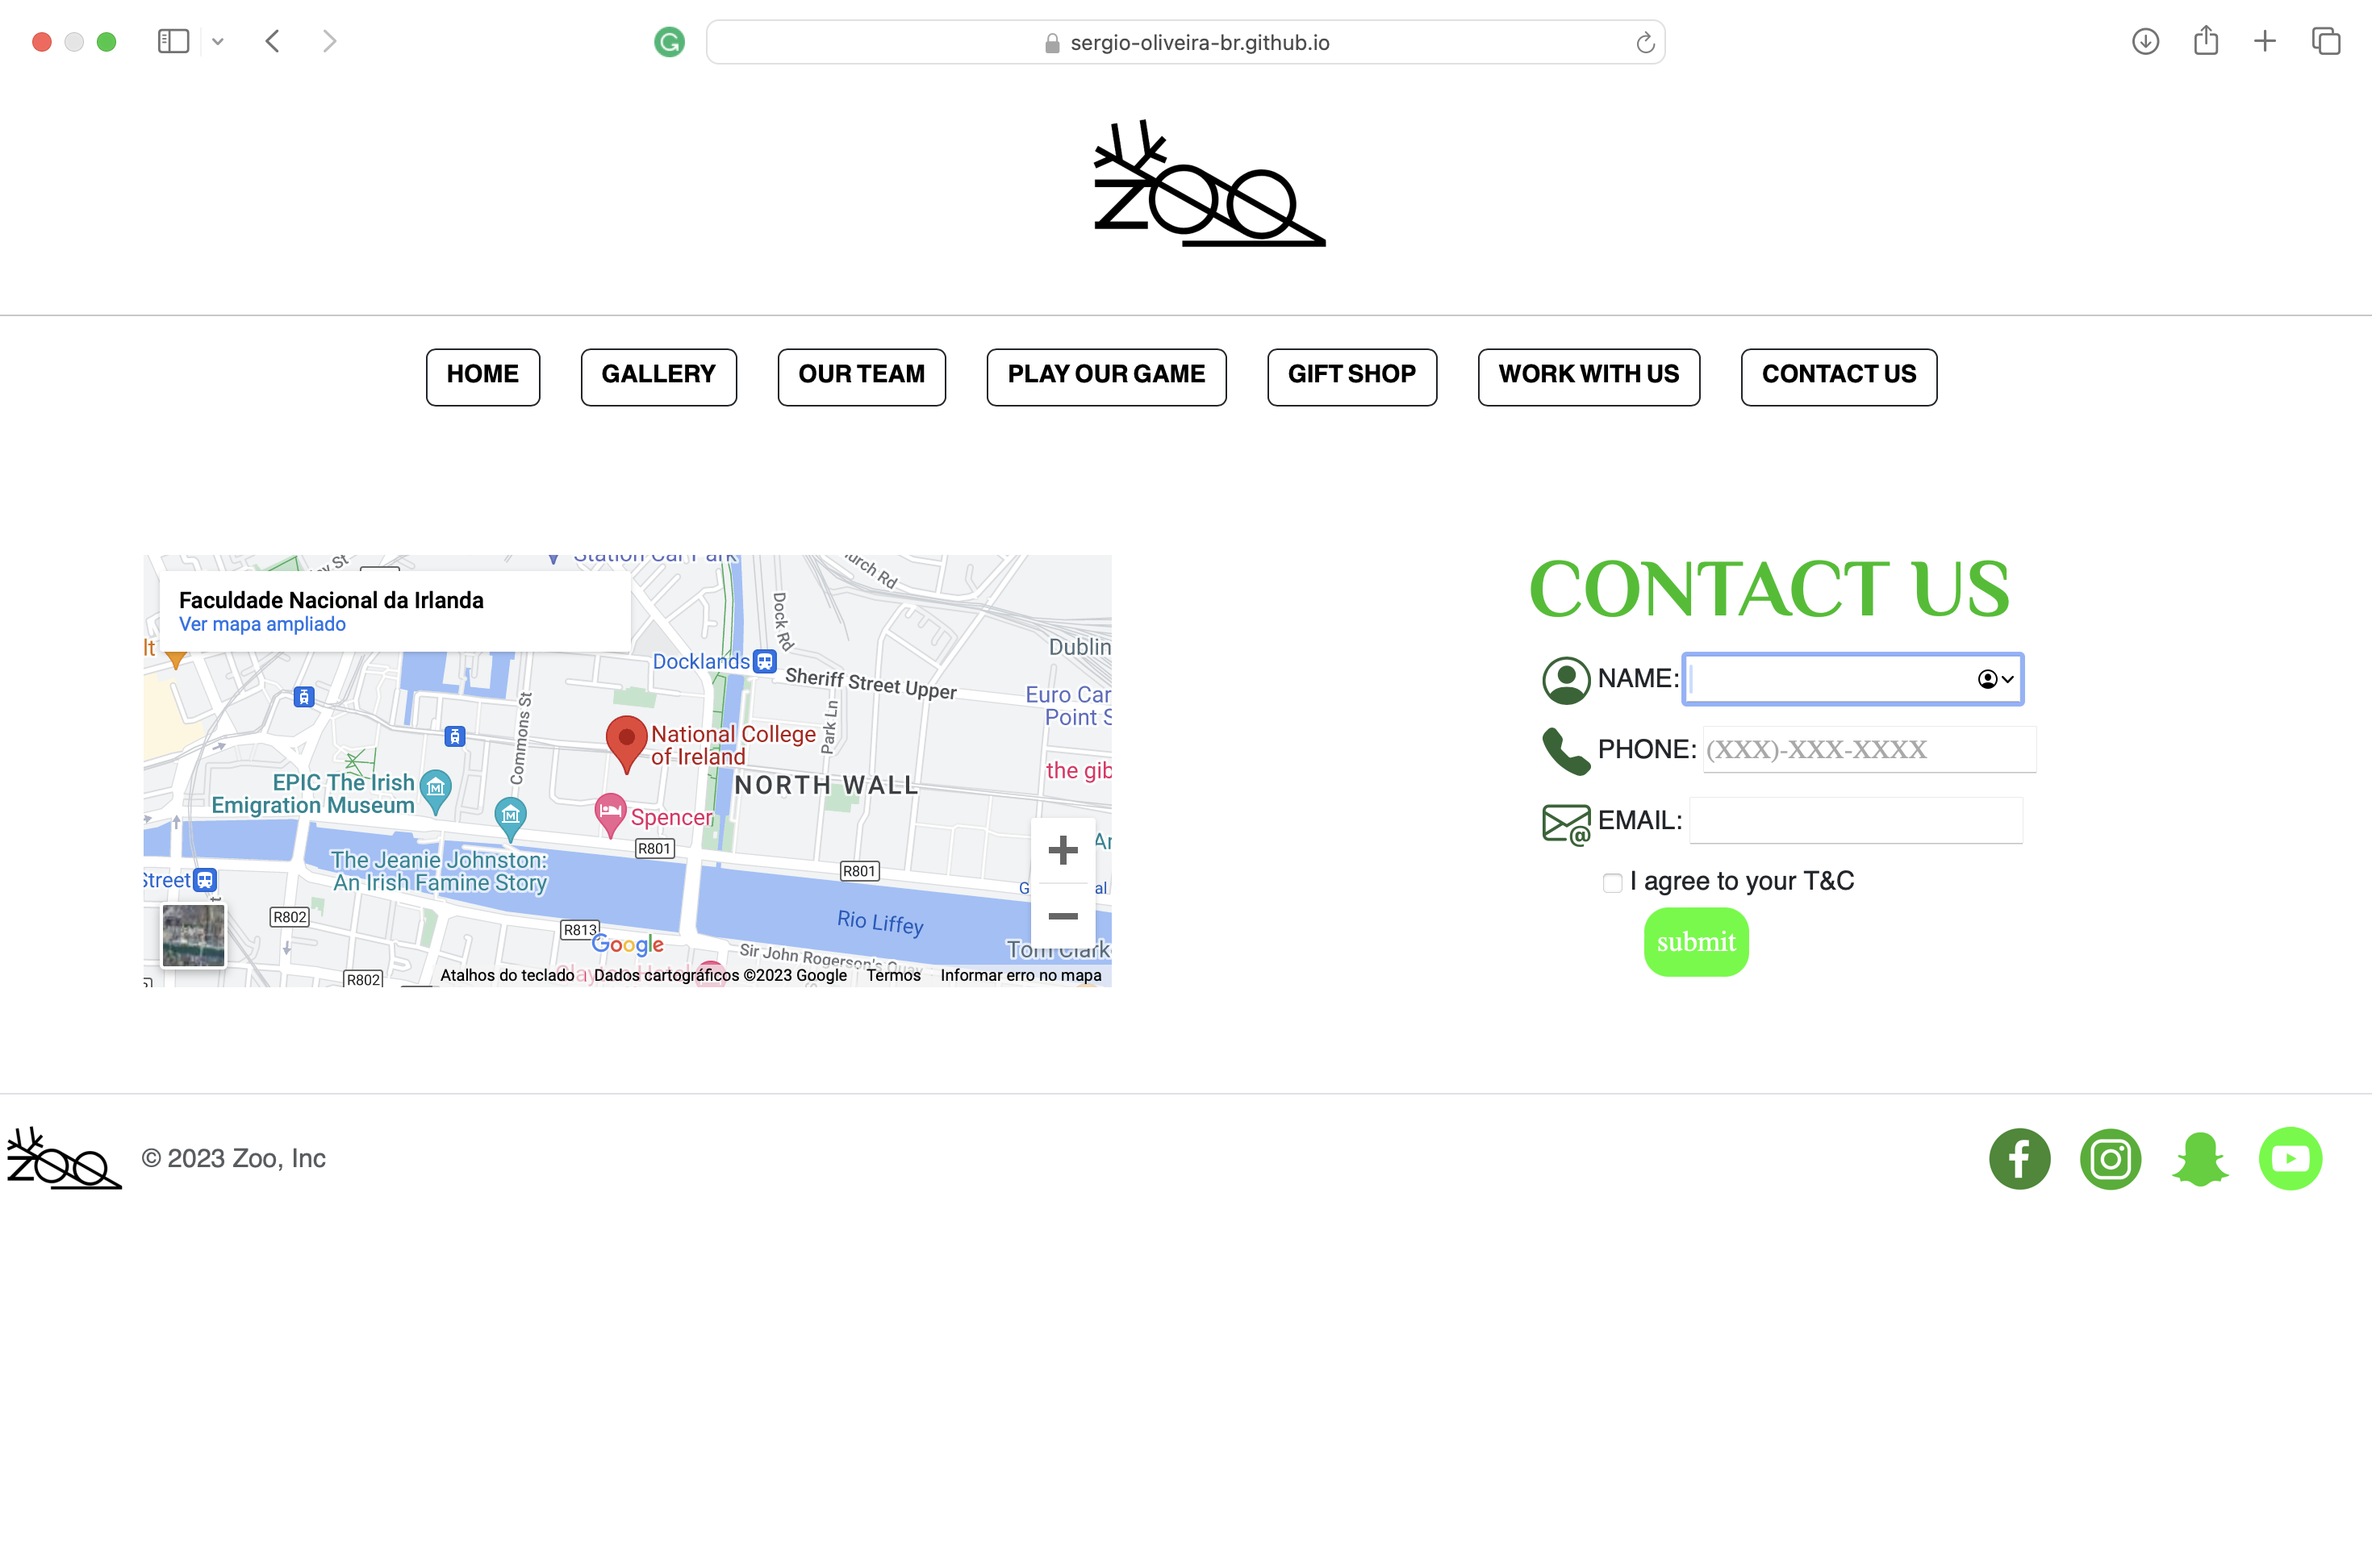 sergio-oliveira-br.github.io
ZOO
HOME
GALLERY
OUR TEAM
PLAY OUR GAME
GIFT SHOP
WORK WITH US
CONTACT US
Station Car Park
Church Rd
Faculdade Nacional da Irlanda
Ver mapa ampliado
Dock Rd
Dublin
Docklands
Sheriff Street Upper
Euro Car
Point S
Commons St
Park Ln
National College
of Ireland
the gib
NORTH WALL
EPIC The Irish
Emigration Museum
Spencer
R801
The Jeanie Johnston:
An Irish Famine Story
R801
Street
R802
Rio Liffey
R813
Google
Sir John Rogerson's Quay
Tom Clark
Clayton Hotel
R802
Atalhos do teclado
Dados cartográficos ©2023 Google
Termos
Informar erro no mapa
CONTACT US
NAME:
PHONE: (XXX)-XXX-XXXX
EMAIL:
I agree to your T&C
submit
ZOO
© 2023 Zoo, Inc